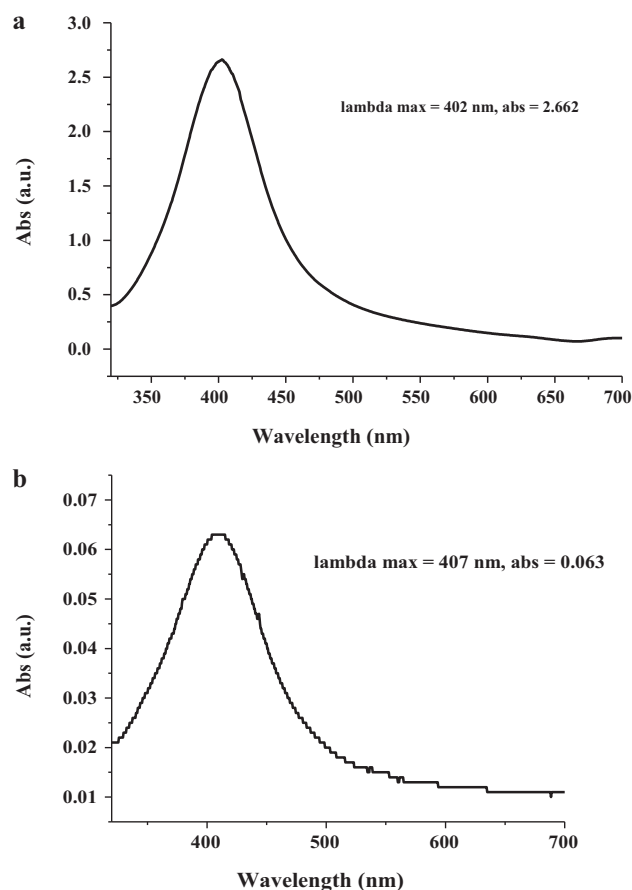 a
3.0
2.5
2.0
1.5
1.0
0.5
0.0
Abs (a.u.)
lambda max = 402 nm, abs = 2.662
350 400 450 500 550 600 650 700
Wavelength (nm)
b
0.07
0.06
0.05
0.04
0.03
0.02
0.01
Abs (a.u.)
lambda max = 407 nm, abs = 0.063
400 500 600 700
Wavelength (nm)